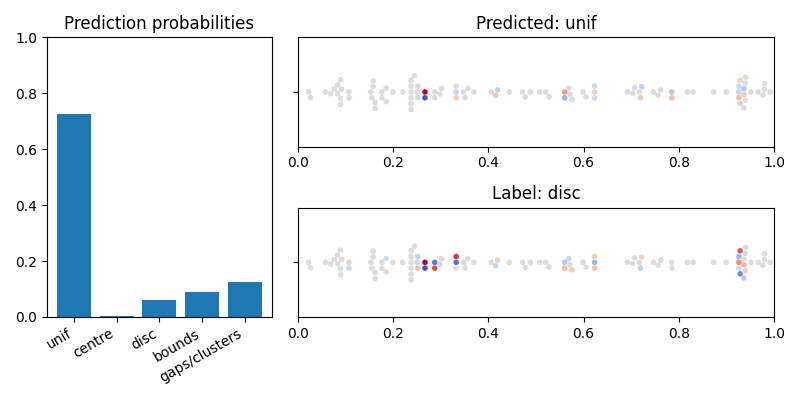 Prediction probabilities
1.0
0.8
0.6
0.4
0.2
0.0
unif
centre
disc
bounds
gaps/clusters
Predicted: unif
0.0 0.2 0.4 0.6 0.8 1.0
Label: disc
0.0 0.2 0.4 0.6 0.8 1.0